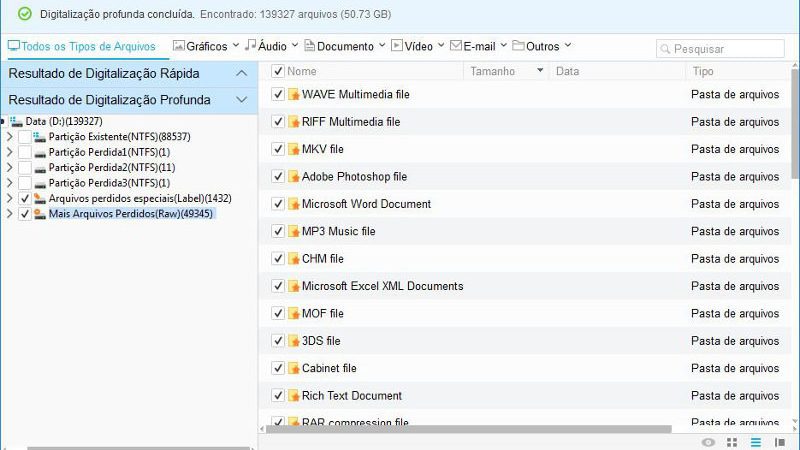 Digitalização profunda concluída. Encontrado: 139327 arquivos (50.73 GB)
Todos os Tipos de Arquivos Gráficos Áudio Documento Vídeo E-mail Outros Pesquisar
Resultado de Digitalização Rápida
Resultado de Digitalização Profunda
Data (D:)(139327)
Partição Existente(NTFS)(88537)
Partição Perdida1(NTFS)(1)
Partição Perdida2(NTFS)(11)
Partição Perdida3(NTFS)(1)
Arquivos perdidos especiais(Label)(1432)
Mais Arquivos Perdidos(Raw)(49345)
Nome Tamanho Data Tipo
WAVE Multimedia file Pasta de arquivos
RIFF Multimedia file Pasta de arquivos
MKV file Pasta de arquivos
Adobe Photoshop file Pasta de arquivos
Microsoft Word Document Pasta de arquivos
MP3 Music file Pasta de arquivos
CHM file Pasta de arquivos
Microsoft Excel XML Documents Pasta de arquivos
MOF file Pasta de arquivos
3DS file Pasta de arquivos
Cabinet file Pasta de arquivos
Rich Text Document Pasta de arquivos
RAR compression file Pasta de arquivos